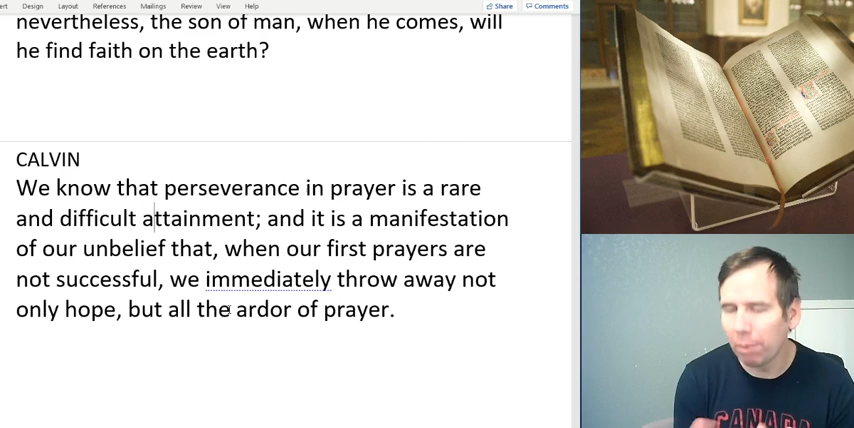 ert Design Layout References Mailings Review View Help Share Comments
nevertheless, the son of man, when he comes, will
he find faith on the earth?
CALVIN
We know that perseverance in prayer is a rare
and difficult attainment; and it is a manifestation
of our unbelief that, when our first prayers are
not successful, we immediately throw away not
only hope, but all the ardor of prayer.
CANADA